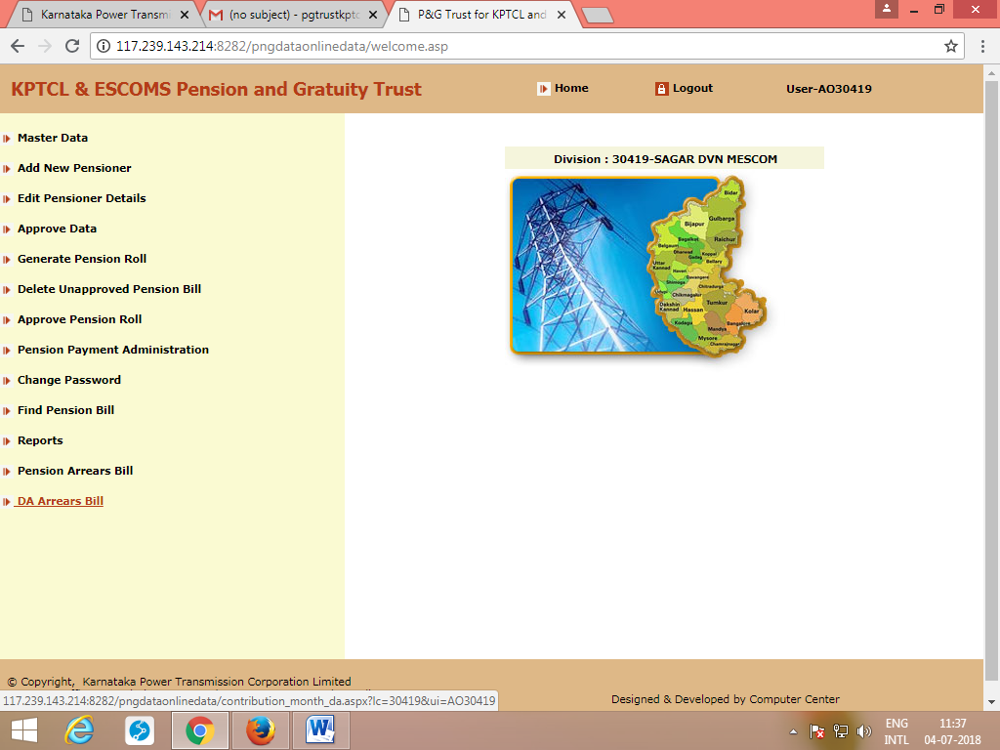 Karnataka Power Transmi
(no subject) - pgtrustkptc
P&G Trust for KPTCL and
117.239.143.214:8282/pngdataonlinedata/welcome.asp
KPTCL & ESCOMS Pension and Gratuity Trust
Home
Logout
User-AO30419
Master Data
Add New Pensioner
Edit Pensioner Details
Approve Data
Generate Pension Roll
Delete Unapproved Pension Bill
Approve Pension Roll
Pension Payment Administration
Change Password
Find Pension Bill
Reports
Pension Arrears Bill
DA Arrears Bill
Division : 30419-SAGAR DVN MESCOM
Bidar
Gulbarga
Bijapur
Bagalkot
Raichur
Belgaum
Dharwad
Koppal
Gadag
Bellary
Uttar
Kannad
Haveri
Davangere
Shimoga
Chitradurga
Udupi
Chikmagalur
Tumkur
Kolar
Dakshin
Kannad
Hassan
Bangalore
Kodagu
Mandya
Mysore
Chamrajnagar
© Copyright, Karnataka Power Transmission Corporation Limited
117.239.143.214:8282/pngdataonlinedata/contribution_month_da.aspx?lc=30419&ui=AO30419
Designed & Developed by Computer Center
ENG
INTL
11:37
04-07-2018